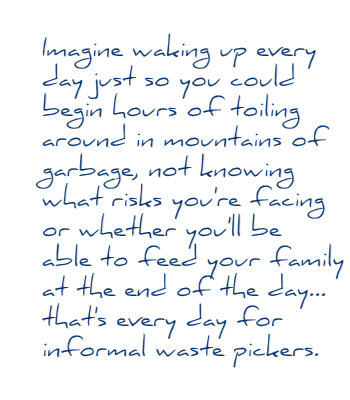 Imagine waking up every
day just so you could
begin hours of toiling
around in mountains of
garbage, not knowing
what risks you're facing
or whether you'll be
able to feed your family
at the end of the day...
that's every day for
informal waste pickers.